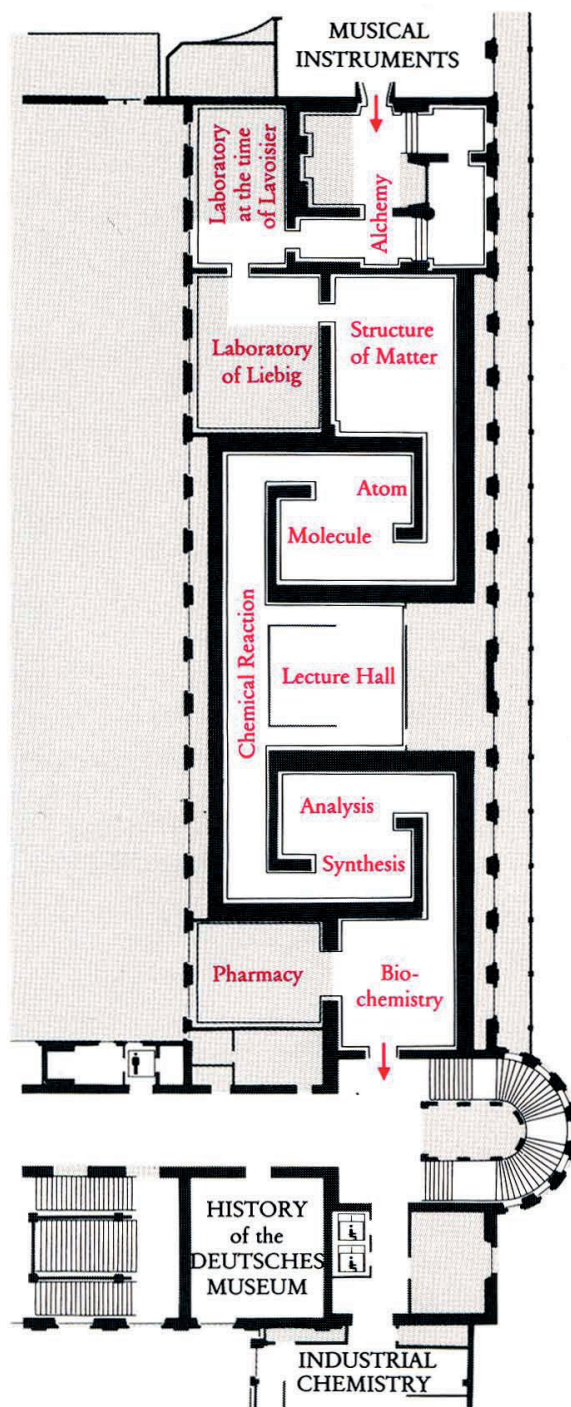 MUSICAL
INSTRUMENTS
Laboratory
at the time
of Lavoisier
Alchemy
Laboratory
of Liebig
Structure
of Matter
Atom
Molecule
Chemical Reaction
Lecture Hall
Analysis
Synthesis
Pharmacy
Bio-
chemistry
HISTORY
of the
DEUTSCHES
MUSEUM
INDUSTRIAL
CHEMISTRY